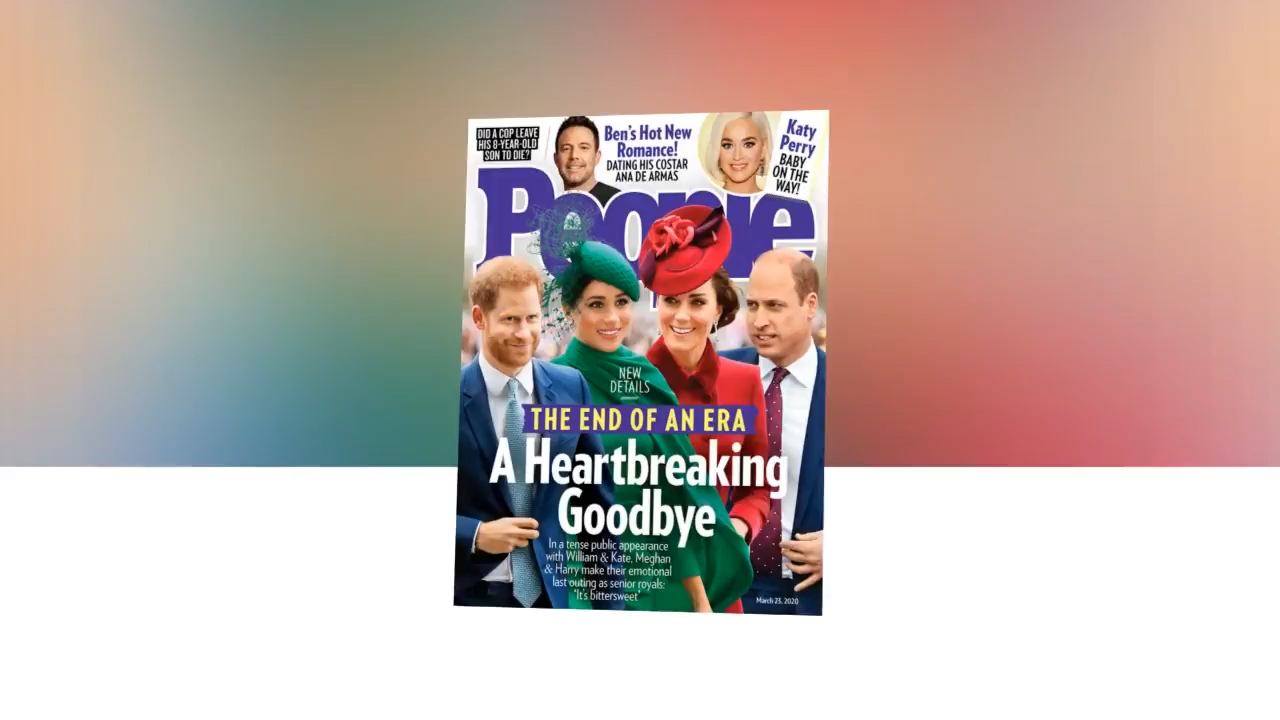 DID A COP LEAVE
HIS 8-YEAR-OLD
SON TO DIE?
Ben's Hot New
Romance!
DATING HIS COSTAR
ANA DE ARMAS
Katy
Perry
BABY
ON THE
WAY!
People
NEW
DETAILS
THE END OF AN ERA
A Heartbreaking
Goodbye
In a tense public appearance
with William & Kate, Meghan
& Harry make their emotional
last outing as senior royals:
'It's bittersweet'
March 23, 2020